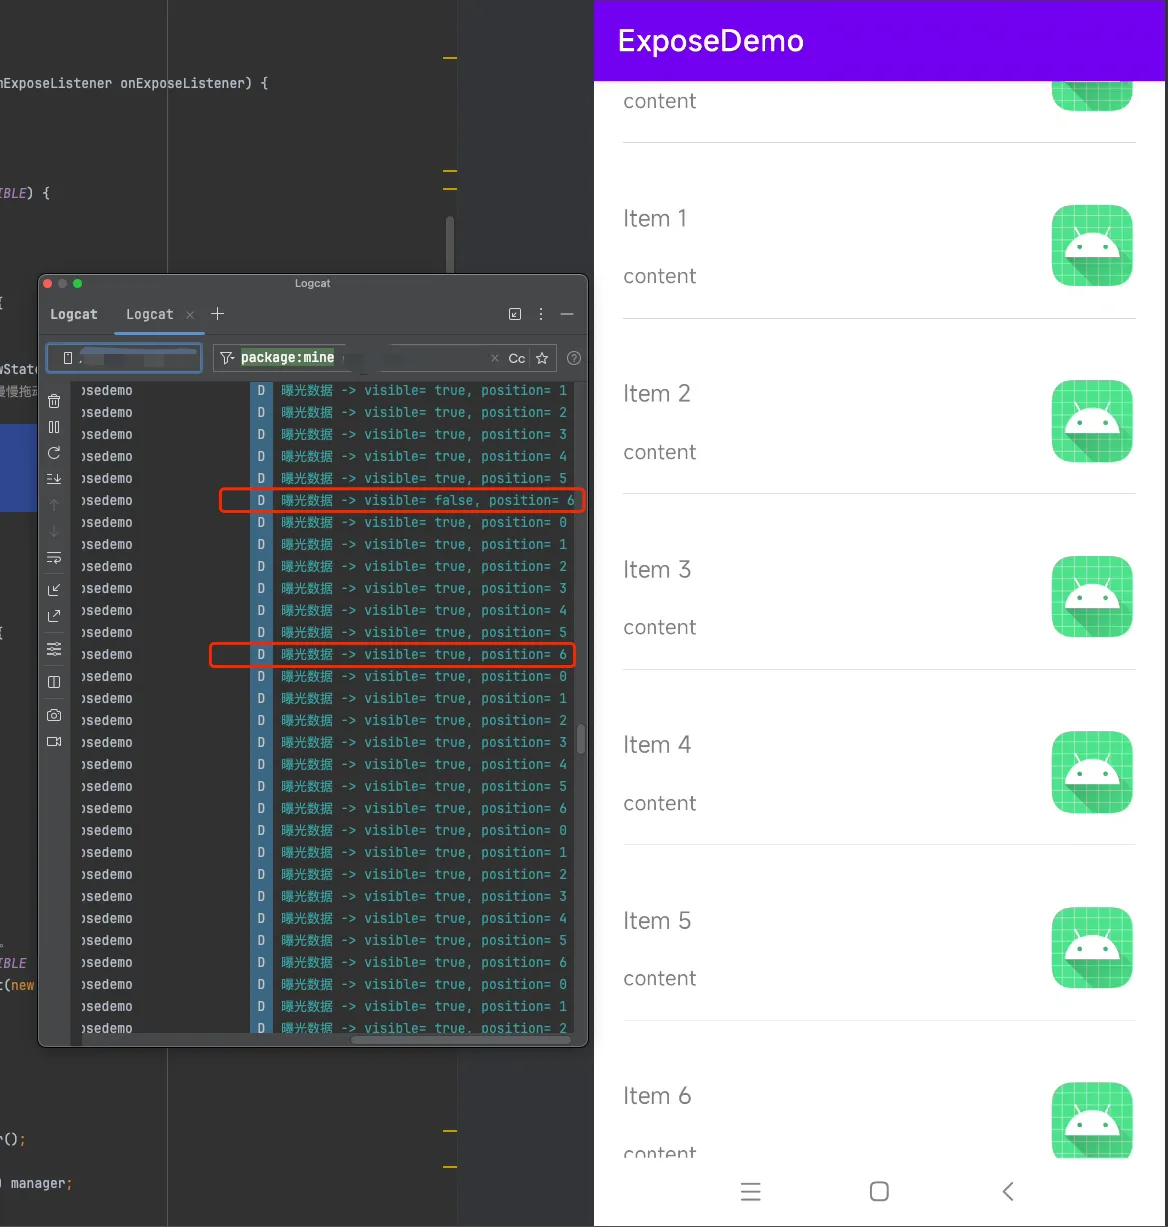 onExposeListener) {
) {
Logcat
Logcat
Logcat
package:mine
Cc
osedemo D 曝光数据 -> visible= true, position= 1
osedemo D 曝光数据 -> visible= true, position= 2
osedemo D 曝光数据 -> visible= true, position= 3
osedemo D 曝光数据 -> visible= true, position= 4
osedemo D 曝光数据 -> visible= true, position= 5
osedemo D 曝光数据 -> visible= false, position= 6
osedemo D 曝光数据 -> visible= true, position= 0
osedemo D 曝光数据 -> visible= true, position= 1
osedemo D 曝光数据 -> visible= true, position= 2
osedemo D 曝光数据 -> visible= true, position= 3
osedemo D 曝光数据 -> visible= true, position= 4
osedemo D 曝光数据 -> visible= true, position= 5
osedemo D 曝光数据 -> visible= true, position= 6
osedemo D 曝光数据 -> visible= true, position= 0
osedemo D 曝光数据 -> visible= true, position= 1
osedemo D 曝光数据 -> visible= true, position= 2
osedemo D 曝光数据 -> visible= true, position= 3
osedemo D 曝光数据 -> visible= true, position= 4
osedemo D 曝光数据 -> visible= true, position= 5
osedemo D 曝光数据 -> visible= true, position= 6
osedemo D 曝光数据 -> visible= true, position= 0
osedemo D 曝光数据 -> visible= true, position= 1
osedemo D 曝光数据 -> visible= true, position= 2
osedemo D 曝光数据 -> visible= true, position= 3
osedemo D 曝光数据 -> visible= true, position= 4
osedemo D 曝光数据 -> visible= true, position= 5
osedemo D 曝光数据 -> visible= true, position= 6
osedemo D 曝光数据 -> visible= true, position= 0
osedemo D 曝光数据 -> visible= true, position= 1
osedemo D 曝光数据 -> visible= true, position= 2
IBLE
(new
();
) manager;
ExposeDemo
content
Item 1
content
Item 2
content
Item 3
content
Item 4
content
Item 5
content
Item 6
content